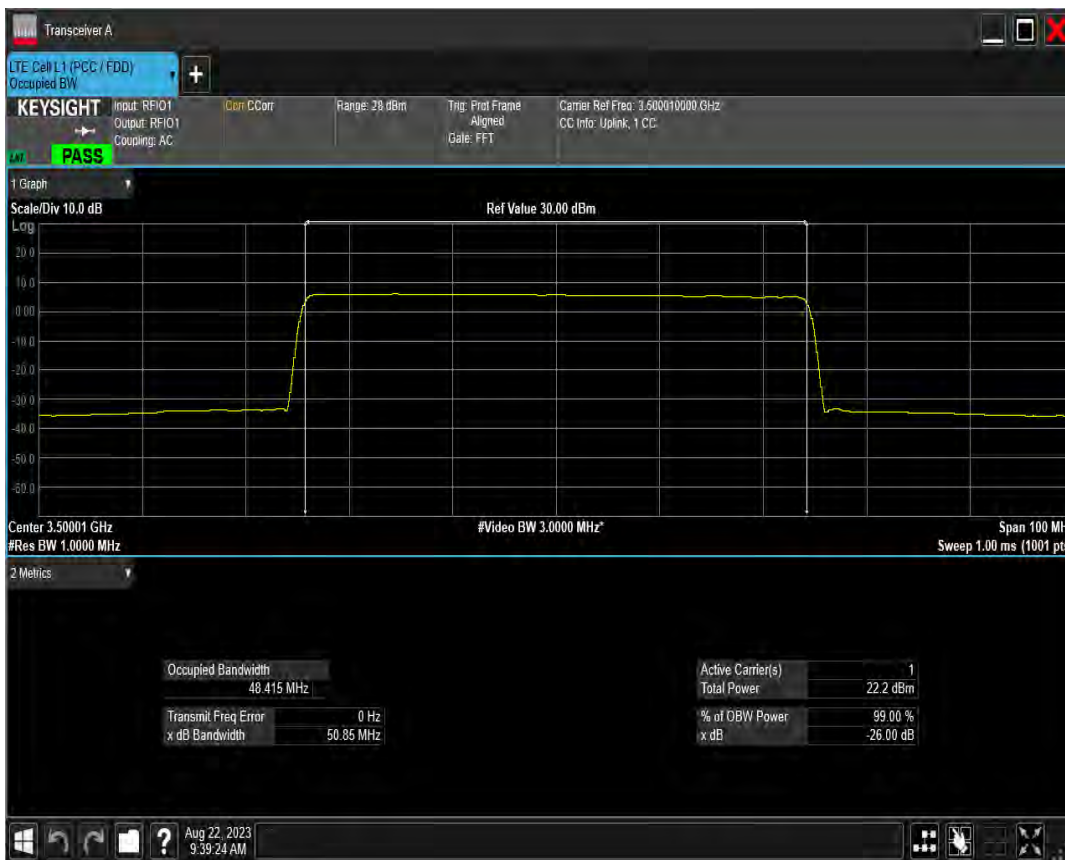 Transceiver A
LTE Cell L1 (PCC / FDD)
Occupied BW
+
KEYSIGHT
PASS
Input: RFIO1
Output: RFIO1
Coupling: AC
Corr CCorr
Range: 28 dBm
Trig: Prot Frame
Aligned
Gate: FFT
Carrier Ref Freq: 3.500010000 GHz
CC Info: Uplink, 1 CC
1 Graph
Scale/Div 10.0 dB
Ref Value 30.00 dBm
Log
20.0
10.0
0.00
-10.0
-20.0
-30.0
-40.0
-50.0
-60.0
Center 3.50001 GHz
#Video BW 3.0000 MHz*
Span 100 MH
#Res BW 1.0000 MHz
Sweep 1.00 ms (1001 pts
2 Metrics
Occupied Bandwidth
48.415 MHz
Transmit Freq Error 0 Hz
x dB Bandwidth 50.85 MHz
Active Carrier(s) 1
Total Power 22.2 dBm
% of OBW Power 99.00 %
x dB -26.00 dB
?
Aug 22, 2023
9:39:24 AM